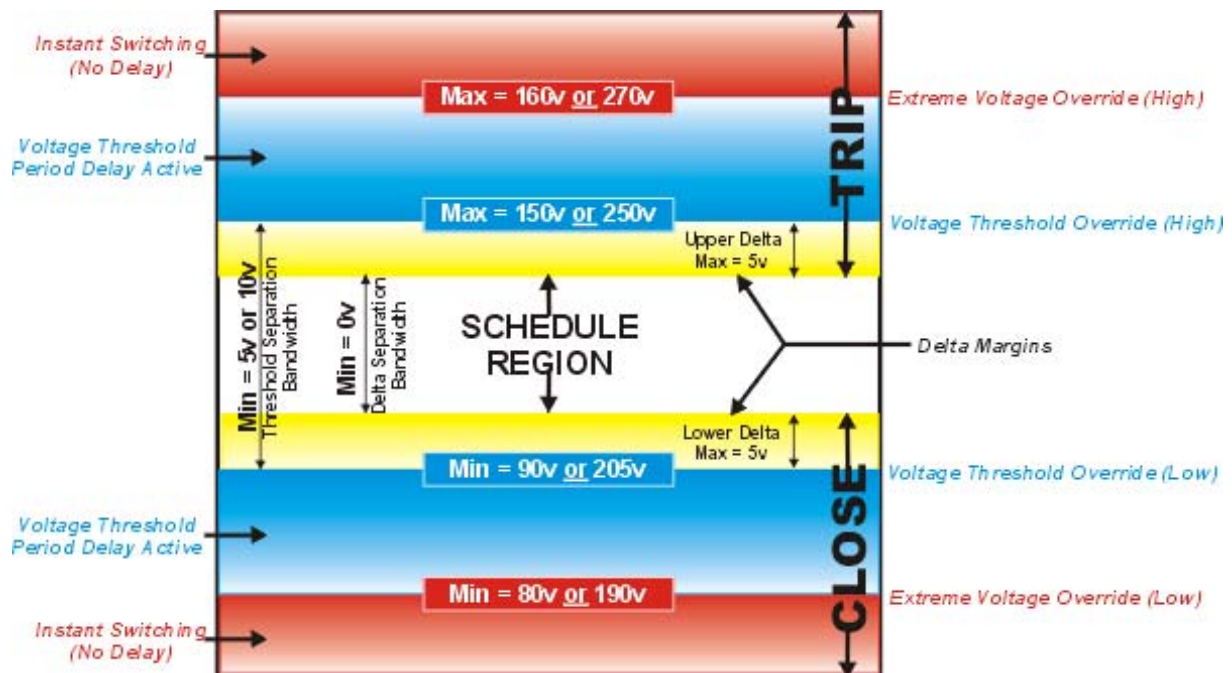 Instant Switching
(No Delay)
Max = 160v or 270v
Extreme Voltage Override (High)
TRIP
Voltage Threshold
Period Delay Active
Max = 150v or 250v
Voltage Threshold Override (High)
Upper Delta
Max = 5v
Min = 5v or 10v
Threshold Separation
Bandwidth
Min = 0v
Delta Separation
Bandwidth
SCHEDULE
REGION
Delta Margins
Lower Delta
Max = 5v
Min = 90v or 205v
Voltage Threshold Override (Low)
CLOSE
Voltage Threshold
Period Delay Active
Min = 80v or 190v
Extreme Voltage Override (Low)
Instant Switching
(No Delay)